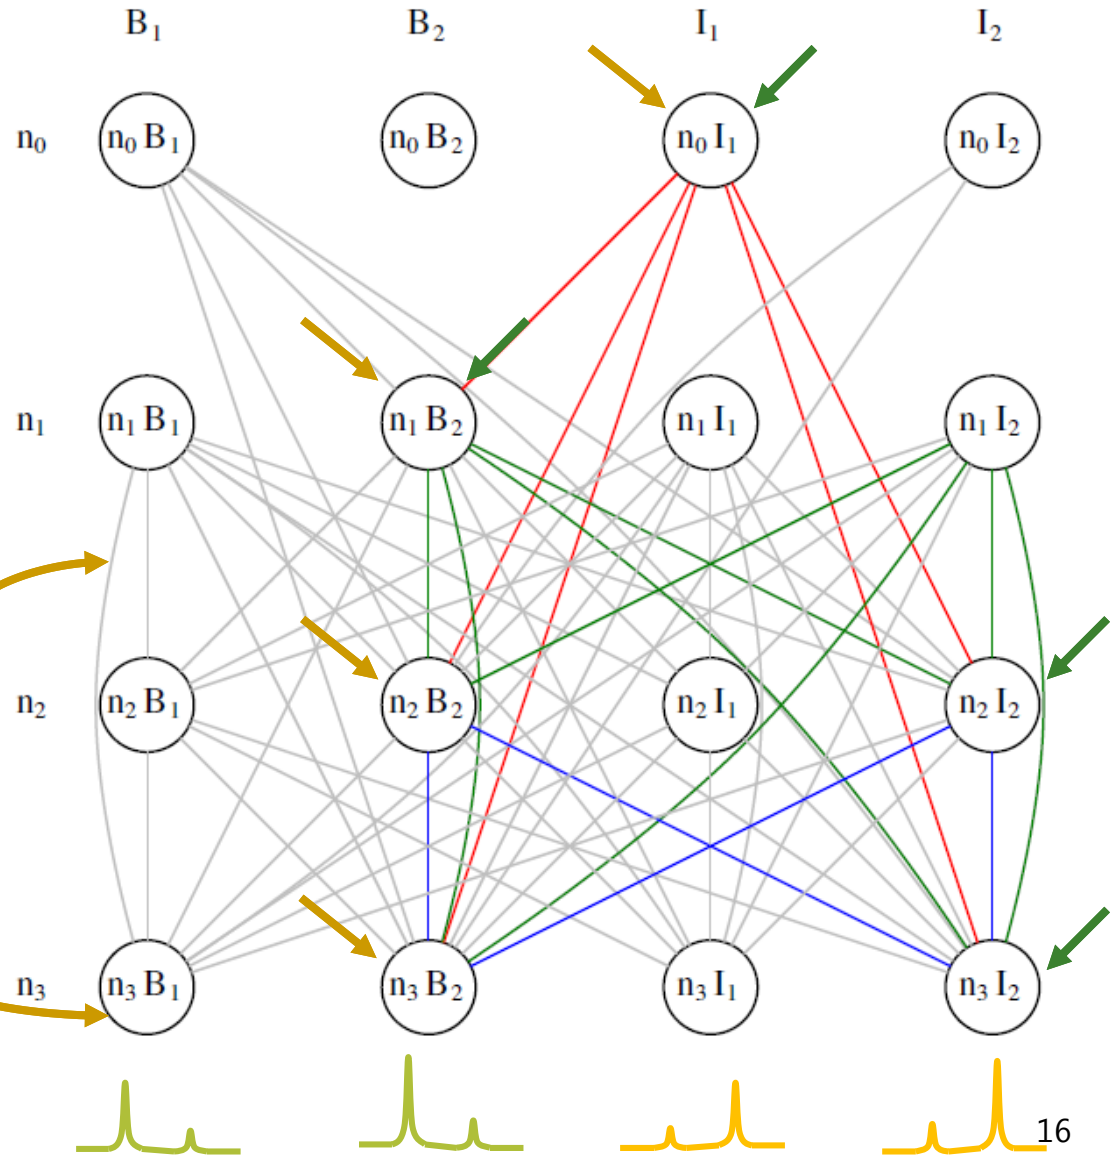 B₁ B₂ I₁ I₂
n₀ n₀ B₁ n₀ B₂ n₀ I₁ n₀ I₂
n₁ n₁ B₁ n₁ B₂ n₁ I₁ n₁ I₂
n₂ n₂ B₁ n₂ B₂ n₂ I₁ n₂ I₂
n₃ n₃ B₁ n₃ B₂ n₃ I₁ n₃ I₂
16